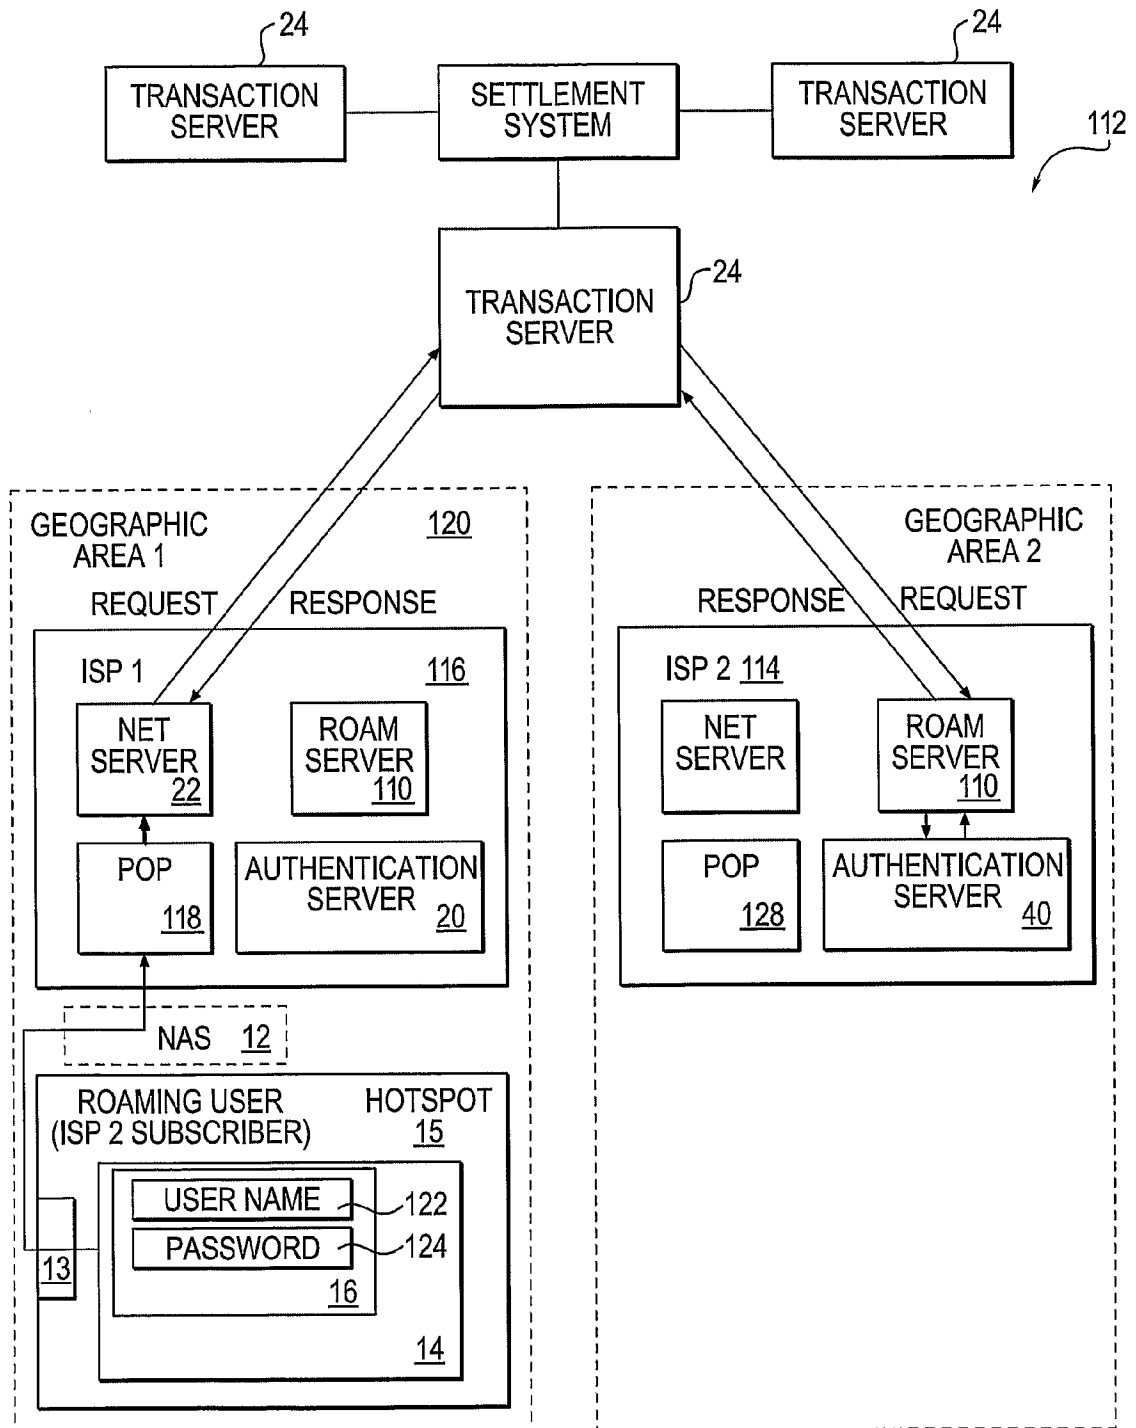 24
24
TRANSACTION
SERVER
SETTLEMENT
SYSTEM
TRANSACTION
SERVER
112
24
TRANSACTION
SERVER
GEOGRAPHIC
AREA 1
120
REQUEST
RESPONSE
ISP 1
116
NET
SERVER
22
ROAM
SERVER
110
POP
118
AUTHENTICATION
SERVER
20
NAS
12
ROAMING USER
(ISP 2 SUBSCRIBER)
HOTSPOT
15
USER NAME
122
PASSWORD
124
13
16
14
GEOGRAPHIC
AREA 2
RESPONSE
REQUEST
ISP 2 114
NET
SERVER
ROAM
SERVER
110
POP
128
AUTHENTICATION
SERVER
40